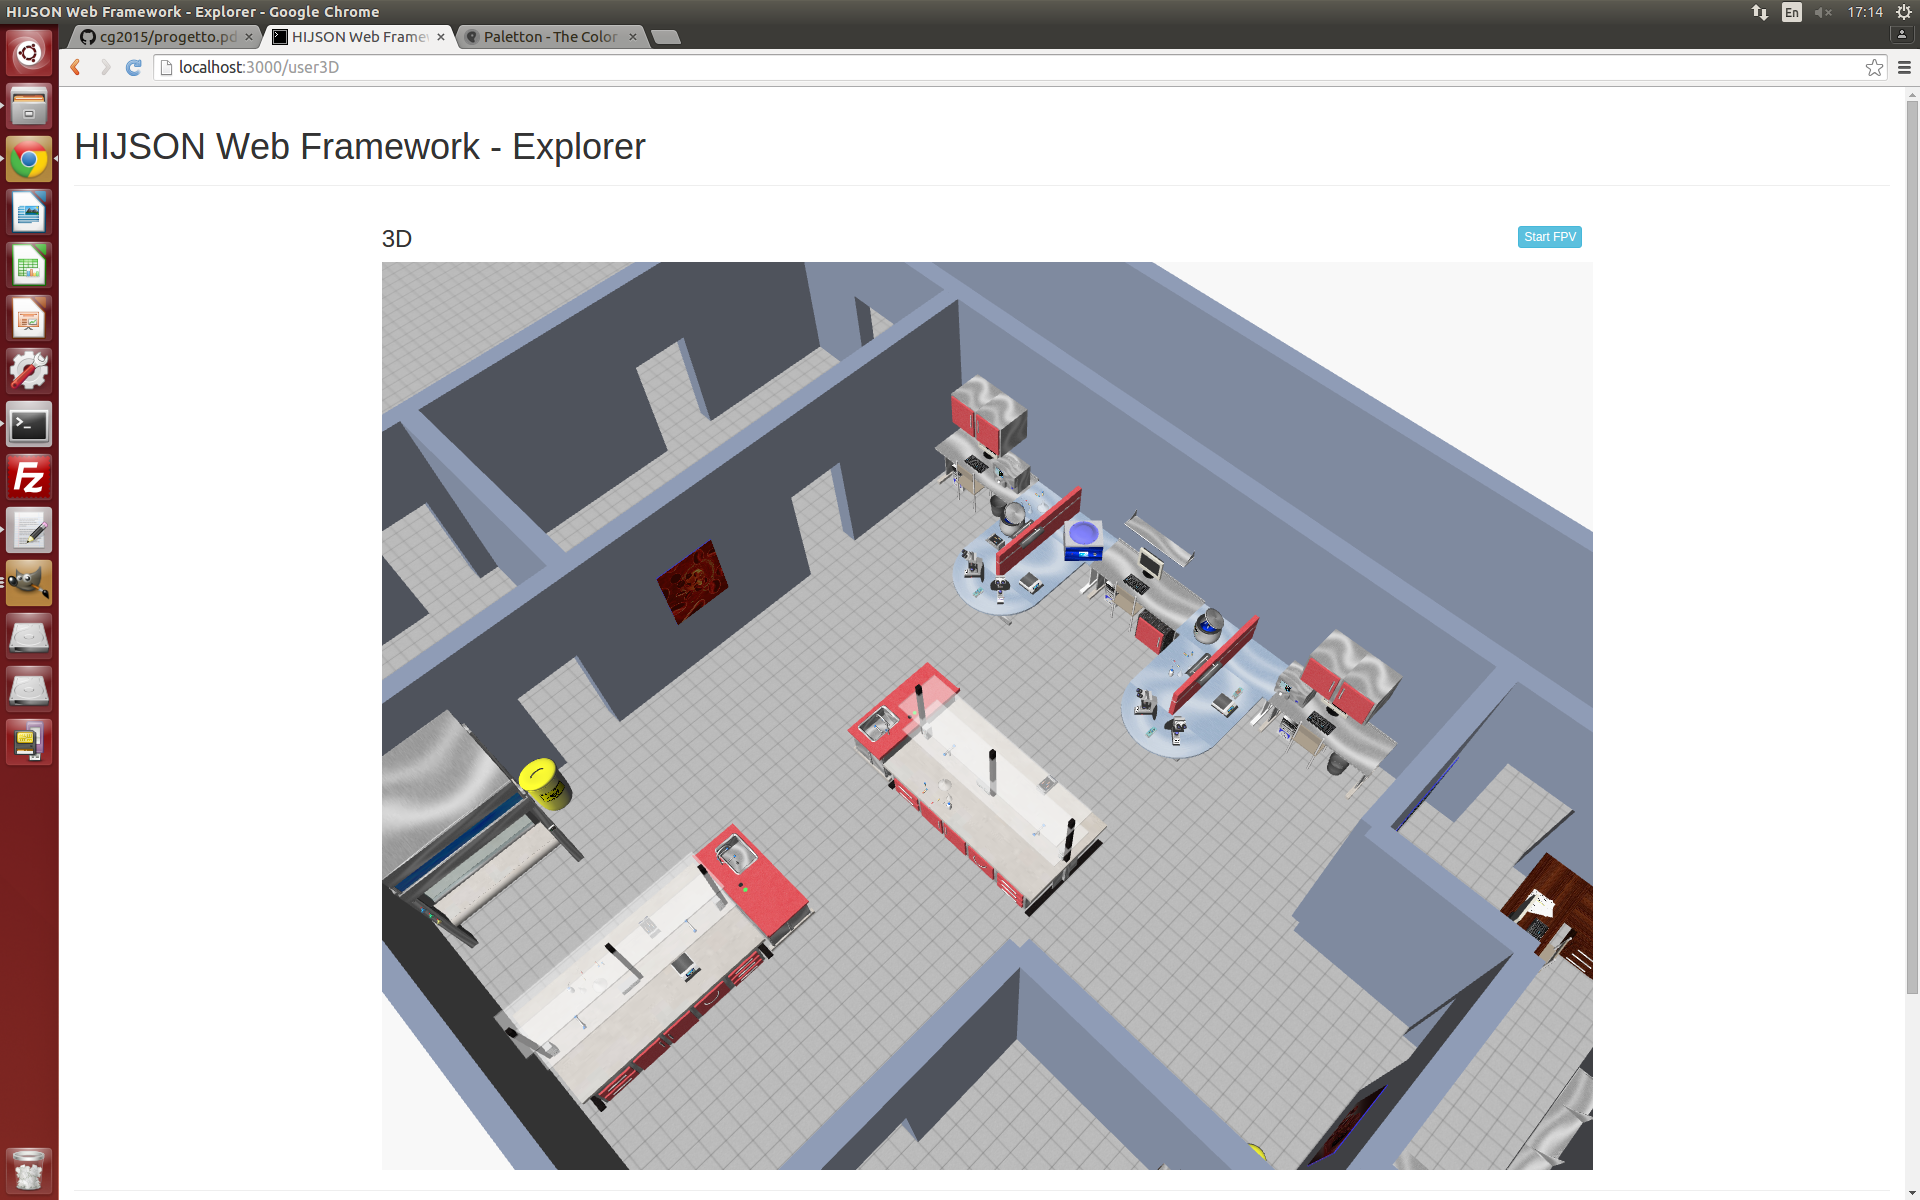 HIJSON Web Framework - Explorer - Google Chrome
En
17:14
cg2015/progetto.pd
HIJSON Web Frame
Paletton - The Color
localhost:3000/user3D
HIJSON Web Framework - Explorer
3D
Start FPV
Fz